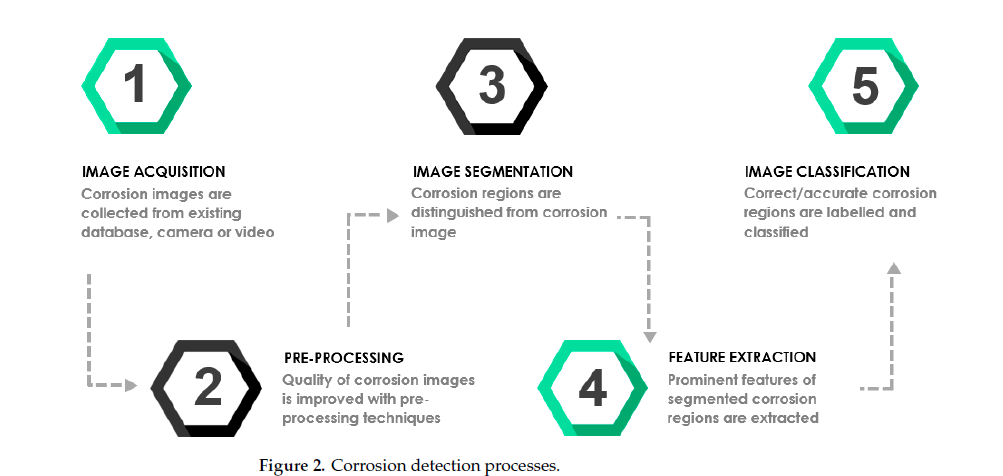 1
IMAGE ACQUISITION
Corrosion images are
collected from existing
database, camera or video
2
PRE-PROCESSING
Quality of corrosion images
is improved with pre-
processing techniques
3
IMAGE SEGMENTATION
Corrosion regions are
distinguished from corrosion
image
4
FEATURE EXTRACTION
Prominent features of
segmented corrosion
regions are extracted
5
IMAGE CLASSIFICATION
Correct/accurate corrosion
regions are labelled and
classified
Figure 2. Corrosion detection processes.